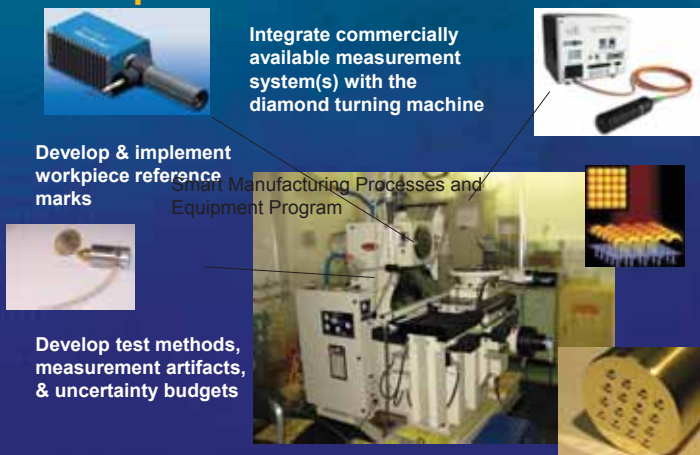 Integrate commercially
available measurement
system(s) with the
diamond turning machine
Develop & implement
workpiece reference
marks
Smart Manufacturing Processes and
Equipment Program
Develop test methods,
measurement artifacts,
& uncertainty budgets